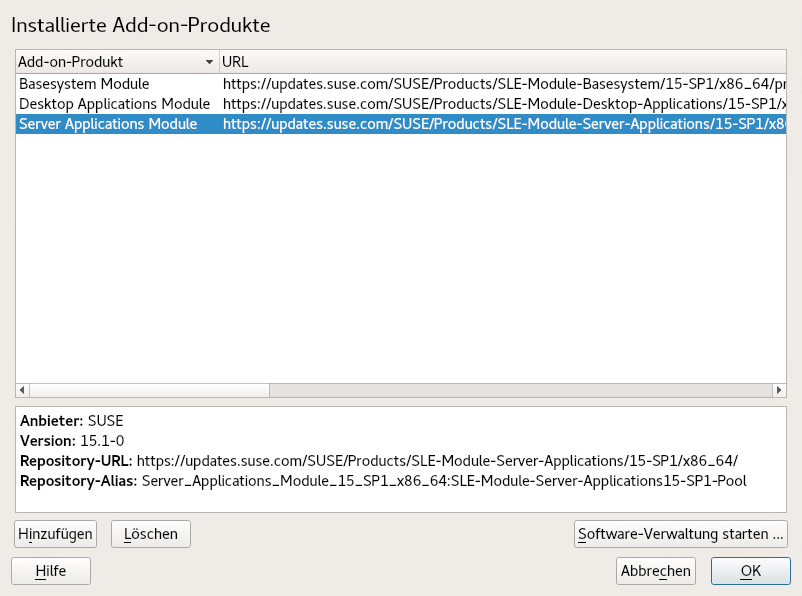 Installierte Add-on-Produkte
Add-on-Produkt URL
Basesystem Module https://updates.suse.com/SUSE/Products/SLE-Module-Basesystem/15-SP1/x86_64/pr
Desktop Applications Module https://updates.suse.com/SUSE/Products/SLE-Module-Desktop-Applications/15-SP1/x
Server Applications Module https://updates.suse.com/SUSE/Products/SLE-Module-Server-Applications/15-SP1/x8
Anbieter: SUSE
Version: 15.1-0
Repository-URL: https://updates.suse.com/SUSE/Products/SLE-Module-Server-Applications/15-SP1/x86_64/
Repository-Alias: Server_Applications_Module_15_SP1_x86_64:SLE-Module-Server-Applications15-SP1-Pool
Hinzufügen Löschen Software-Verwaltung starten ...
Hilfe Abbrechen OK